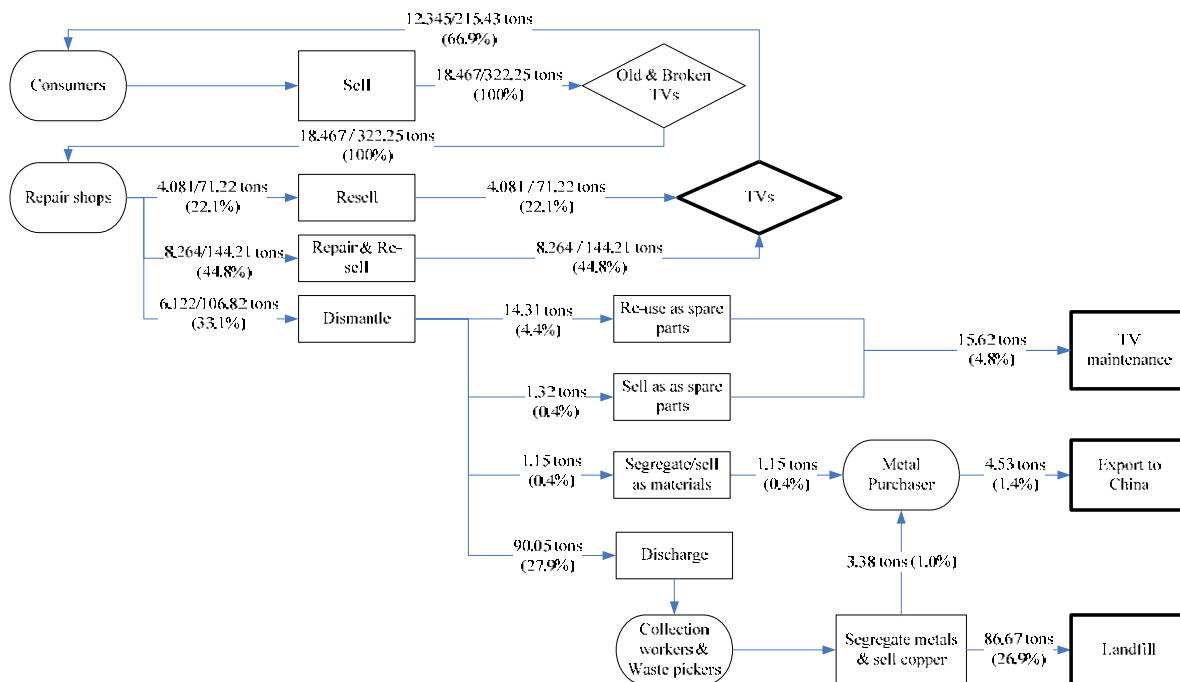 12.345/215.43 tons
(66.9%)
Consumers
Sell
18.467/322.25 tons
(100%)
Old & Broken
TVs
18.467 / 322.25 tons
(100%)
Repair shops
4.081/71.22 tons
(22.1%)
Resell
4.081 / 71.22 tons
(22.1%)
TVs
8.264/144.21 tons
(44.8%)
Repair & Re-
sell
8.264 / 144.21 tons
(44.8%)
6.122/106.82 tons
(33.1%)
Dismantle
14.31 tons
(4.4%)
Re-use as spare
parts
15.62 tons
(4.8%)
TV
maintenance
1.32 tons
(0.4%)
Sell as as spare
parts
1.15 tons
(0.4%)
Segregate/sell
as materials
1.15 tons
(0.4%)
Metal
Purchaser
4.53 tons
(1.4%)
Export to
China
90.05 tons
(27.9%)
Discharge
3.38 tons (1.0%)
Collection
workers &
Waste pickers
Segregate metals
& sell copper
86.67 tons
(26.9%)
Landfill